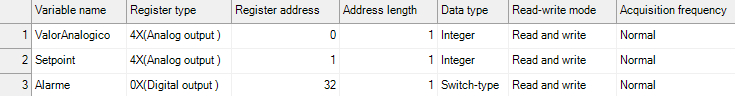 Variable name Register type Register address Address length Data type Read-write mode Acquisition frequency
1 ValorAnalogico 4X(Analog output ) 0 1 Integer Read and write Normal
2 Setpoint 4X(Analog output ) 1 1 Integer Read and write Normal
3 Alarme 0X(Digital output ) 32 1 Switch-type Read and write Normal